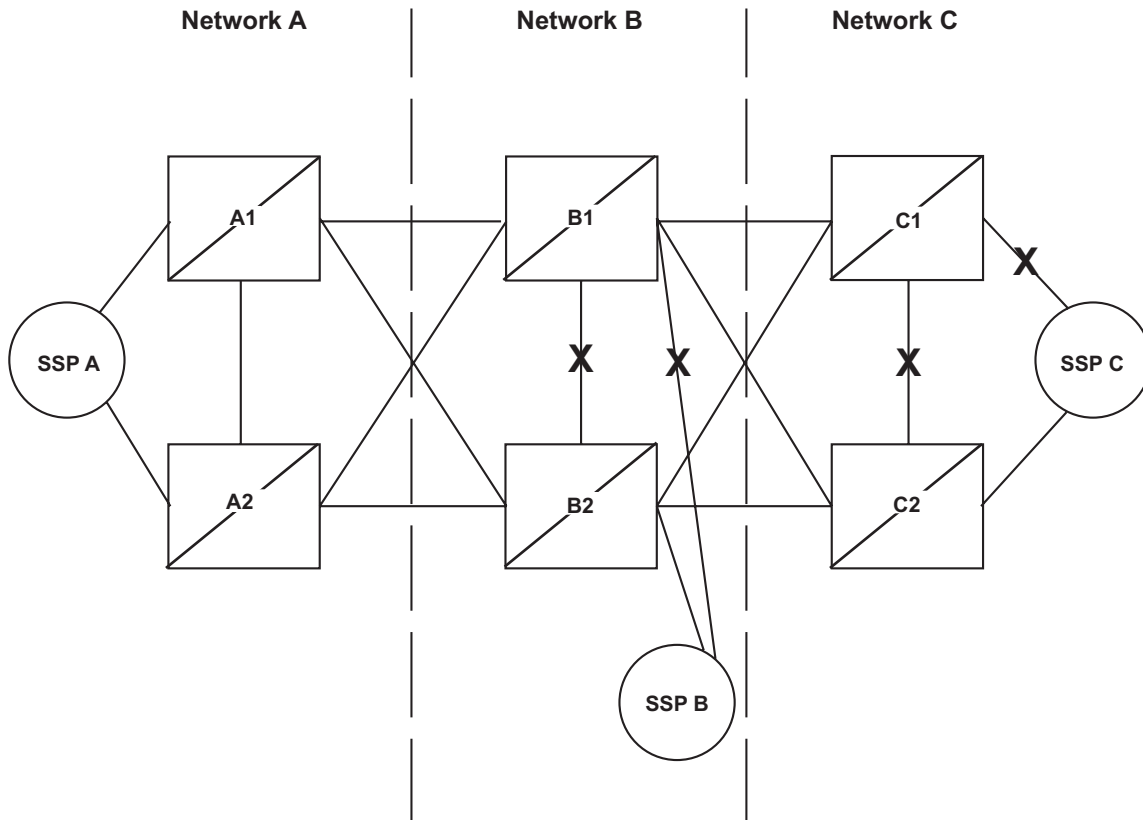 Network A
Network B
Network C
A1
B1
C1
X
SSP A
X
X
X
SSP C
A2
B2
C2
SSP B